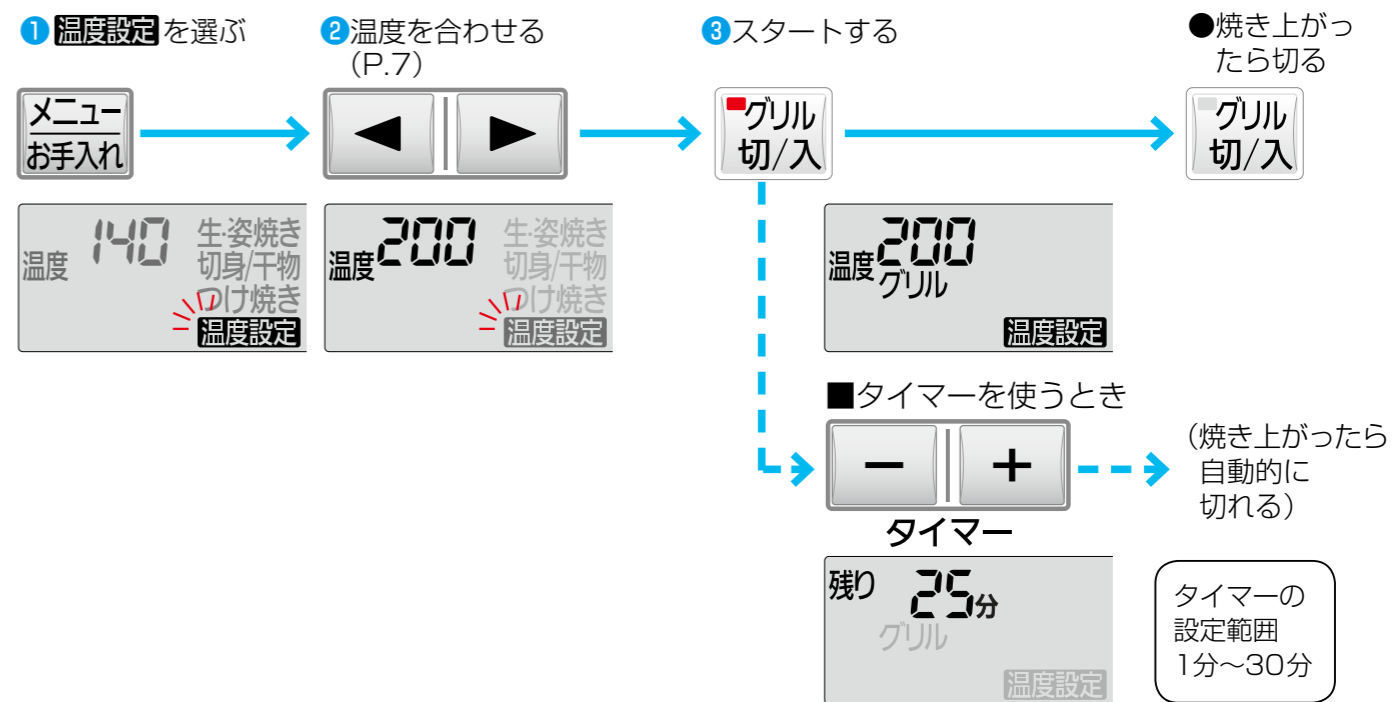 ❶温度設定を選ぶ
メニュー
お手入れ
温度 140
生・姿焼き
切身/干物
つけ焼き
温度設定
❷温度を合わせる
(P.7)
◀ ▶
温度200
生・姿焼き
切身/干物
つけ焼き
温度設定
❸スタートする
グリル
切/入
温度200
グリル
温度設定
●焼き上がっ
たら切る
グリル
切/入
■タイマーを使うとき
− +
タイマー
残り 25分
グリル
温度設定
(焼き上がったら
自動的に
切れる)
タイマーの
設定範囲
1分〜30分